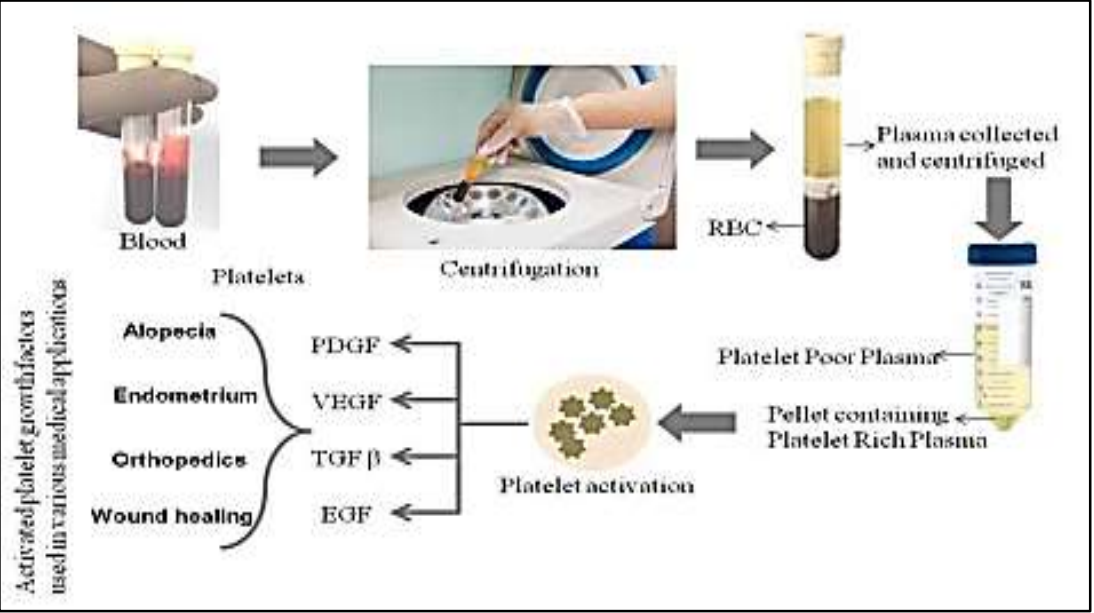 Blood
Centrifugation
Plasma collected
and centrifuged
RBC
Platelet Poor Plasma
Pellet containing
Platelet Rich Plasma
Platelet activation
PDGF
VEGF
TGF β
EGF
Platelets
Alopecia
Endometrium
Orthopedics
Wound healing
Activated platelet growth factors
used in various medical applications